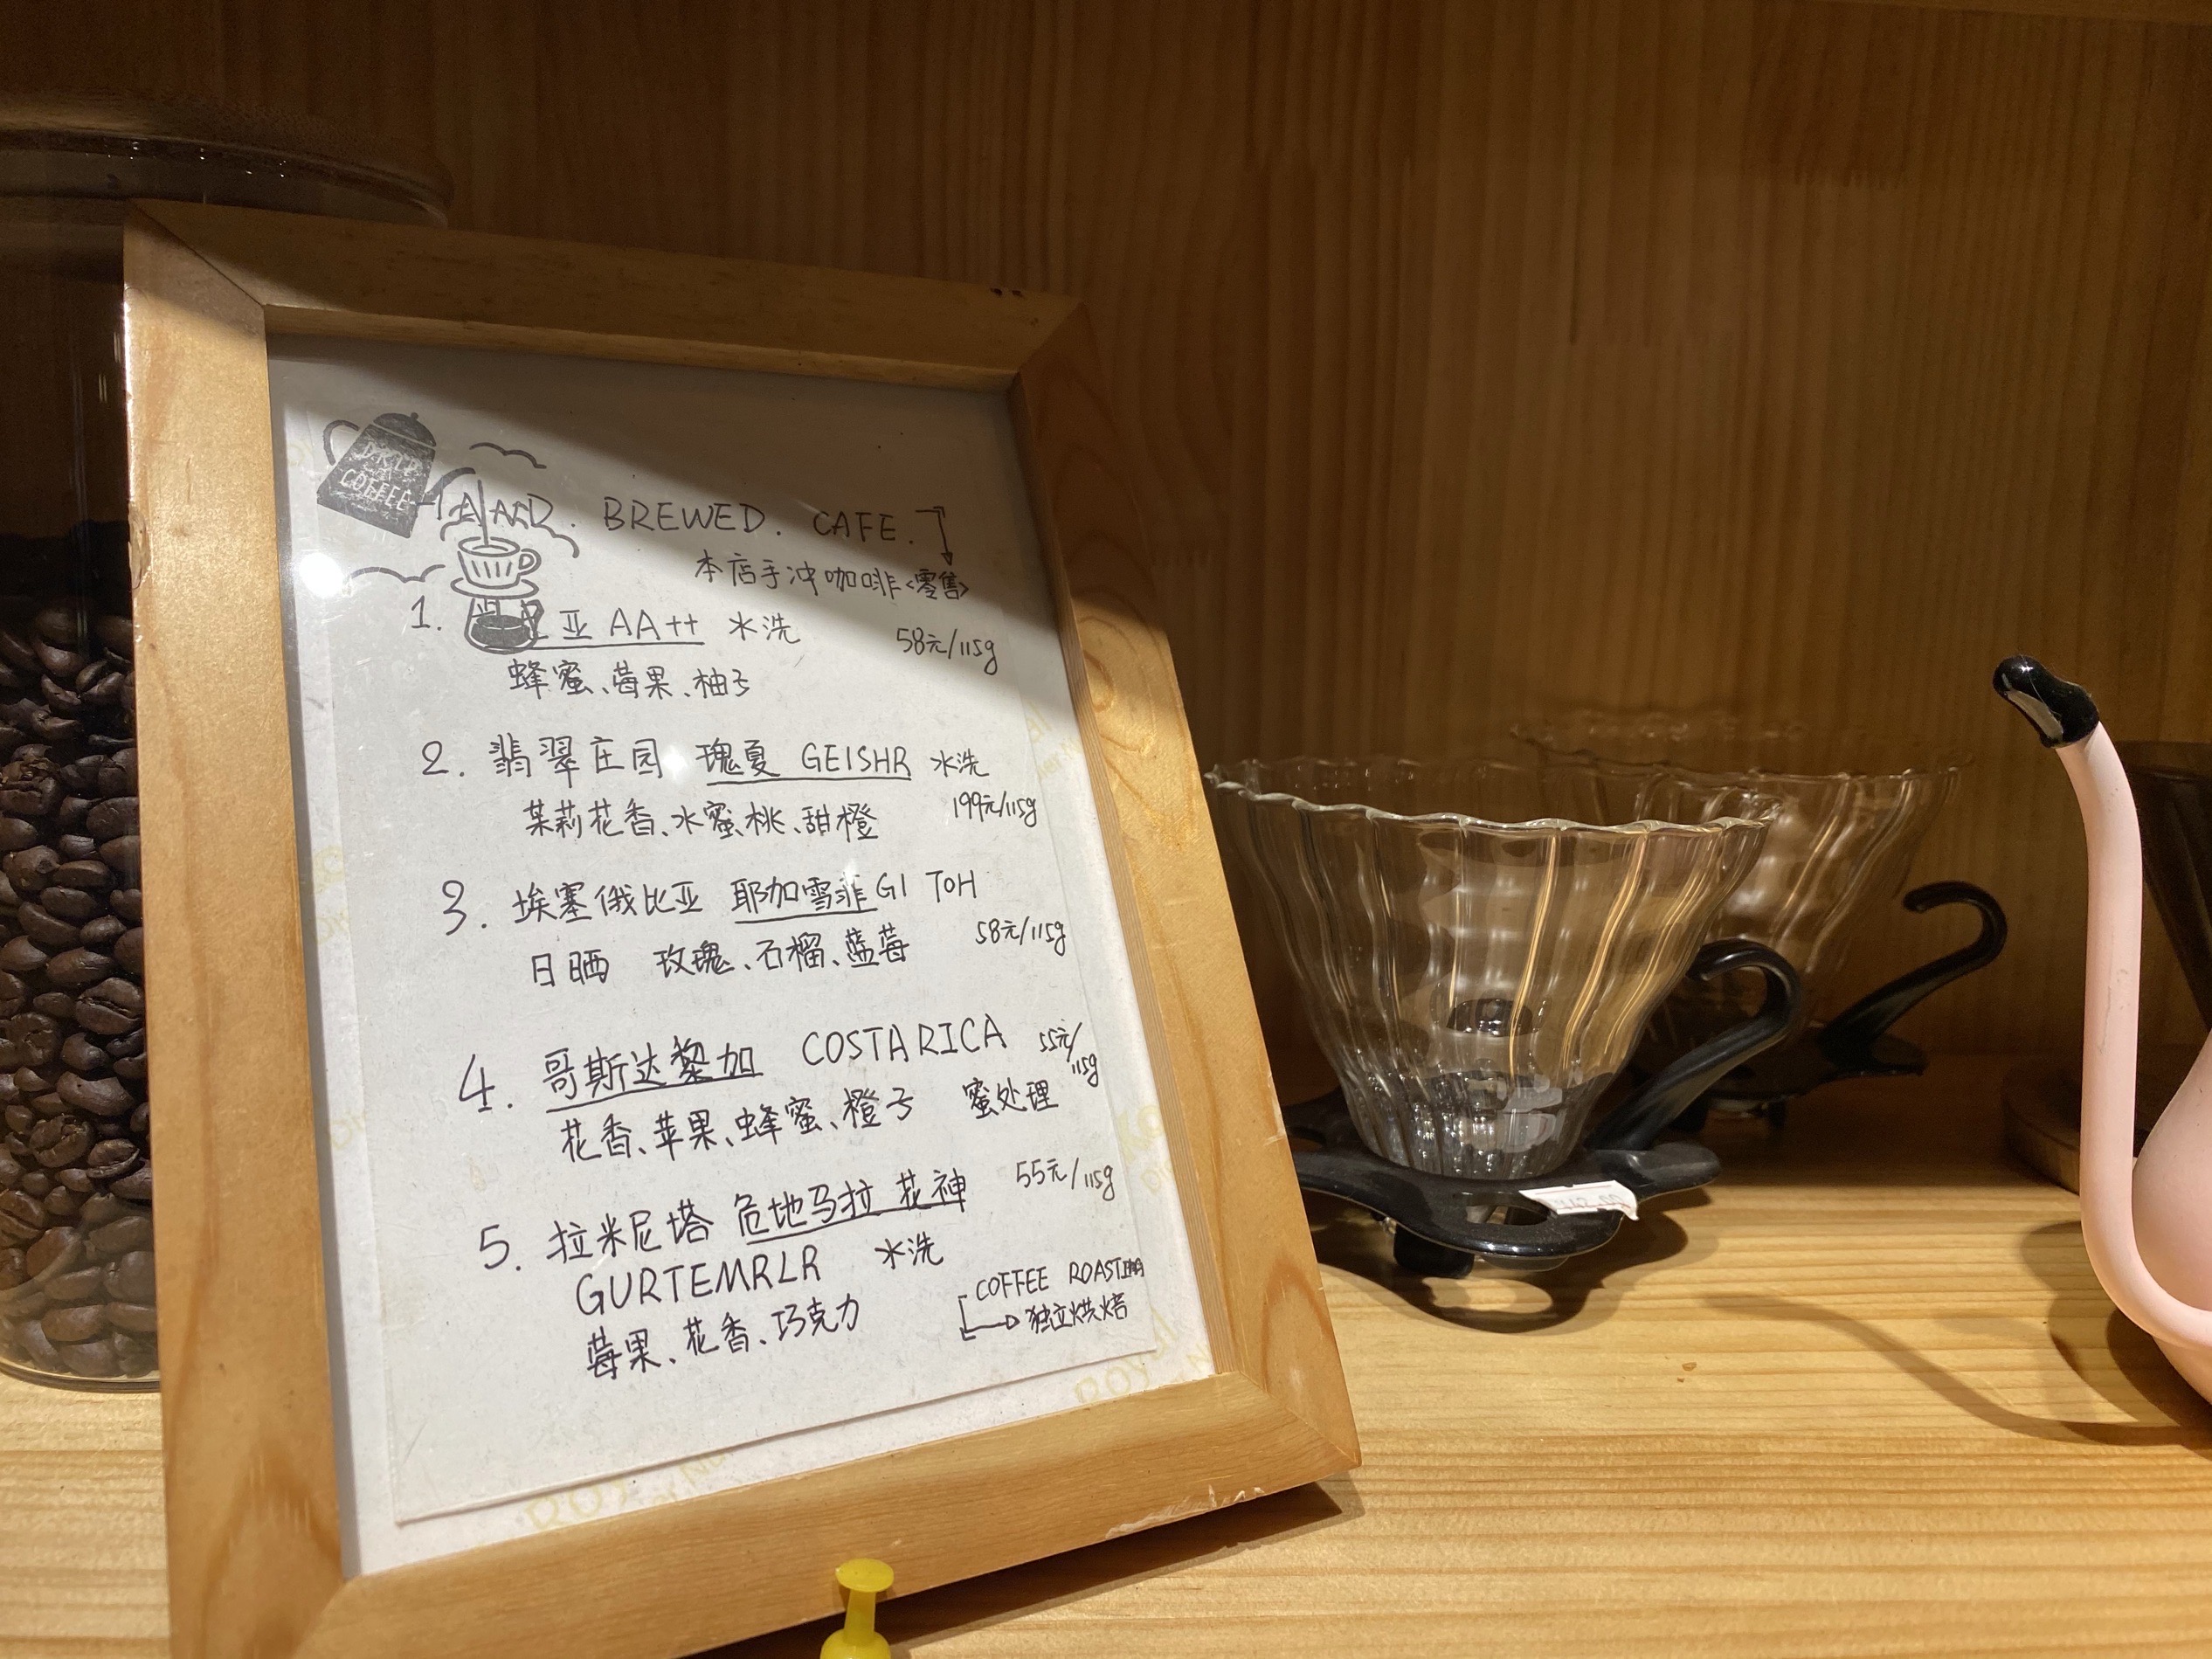 DRIP
COFFEE
HAND. BREWED. CAFE.
本店手冲咖啡<零售>
1. 肯尼亚 AA++ 水洗 58元/115g
蜂蜜、莓果、柚子
2. 翡翠庄园 瑰夏 GEISHR 水洗
茉莉花香、水蜜桃、甜橙 199元/115g
3. 埃塞俄比亚 耶加雪菲 G1 TOH
日晒 玫瑰、石榴、蓝莓 58元/115g
4. 哥斯达黎加 COSTARICA 55元/115g
花香、苹果、蜂蜜、橙子 蜜处理
5. 拉米尼塔 危地马拉 花神 55元/115g
GURTEMRLR 水洗
莓果、花香、巧克力
COFFEE
独立烘焙